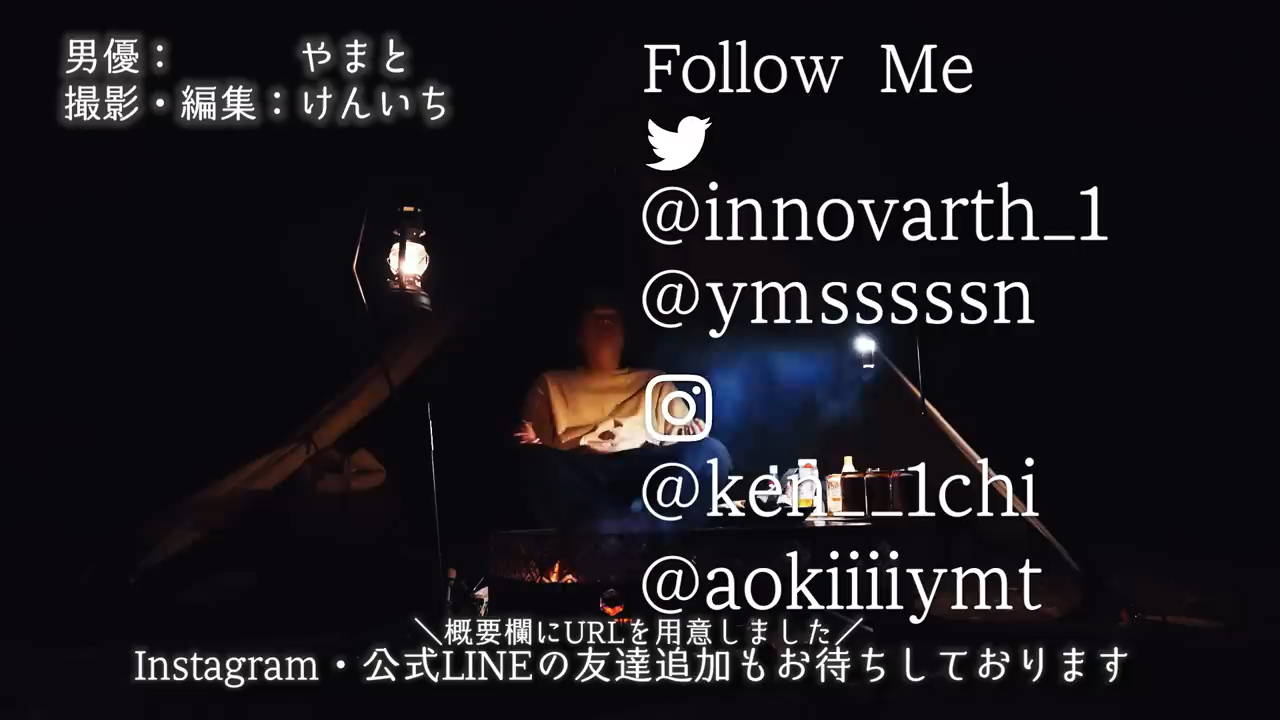 男優： やまと
撮影・編集：けんいち
Follow Me
@innovarth_1
@ymsssssn
@ken__1chi
@aokiiiiymt
＼概要欄にURLを用意しました／
Instagram・公式LINEの友達追加もお待ちしております